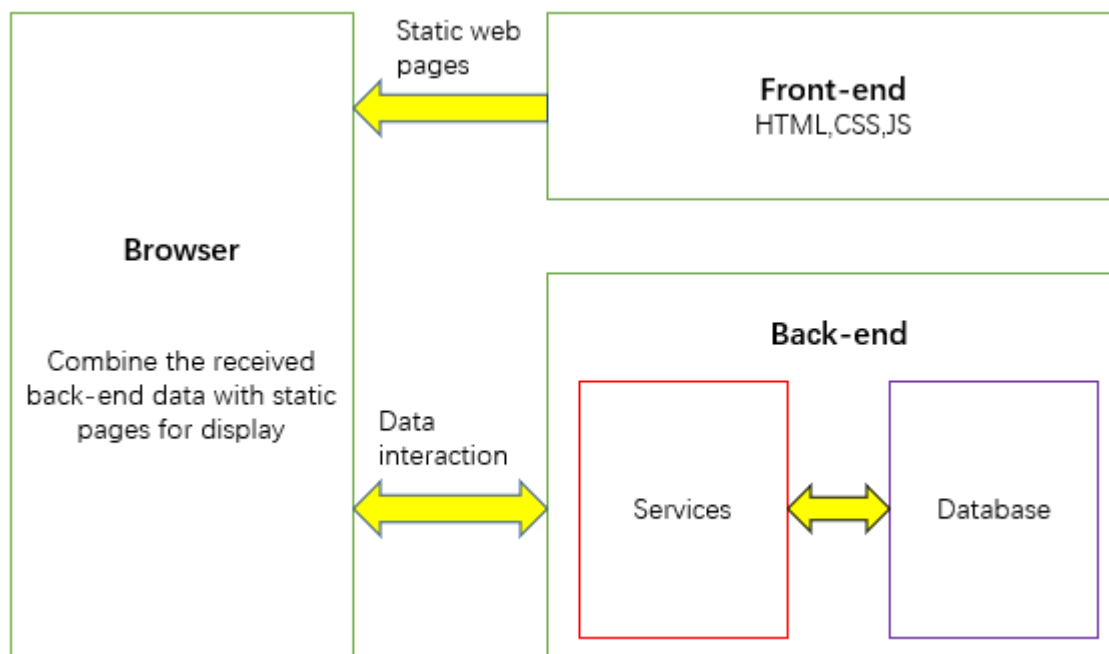 Static web
pages
Front-end
HTML,CSS,JS
Browser
Combine the received
back-end data with static
pages for display
Data
interaction
Back-end
Services
Database